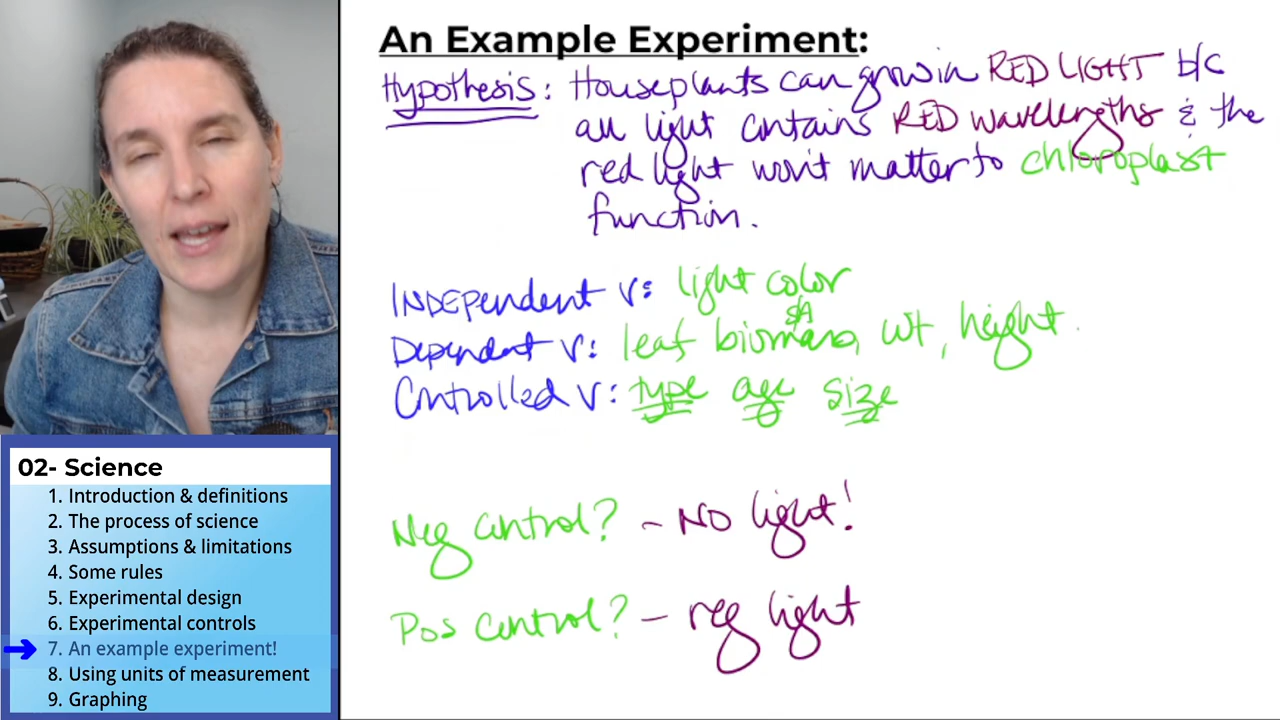 An Example Experiment:
Hypothesis: Houseplants can grow in RED LIGHT b/c
all light contains RED wavelengths & the
red light won't matter to chloroplast
function.
INDEPendent V: light color
SA
Dependent V: leaf biomass, wt, height.
Controlled V: type age size
Neg control? - NO light!
Pos control? - reg light
02- Science
1. Introduction & definitions
2. The process of science
3. Assumptions & limitations
4. Some rules
5. Experimental design
6. Experimental controls
7. An example experiment!
8. Using units of measurement
9. Graphing